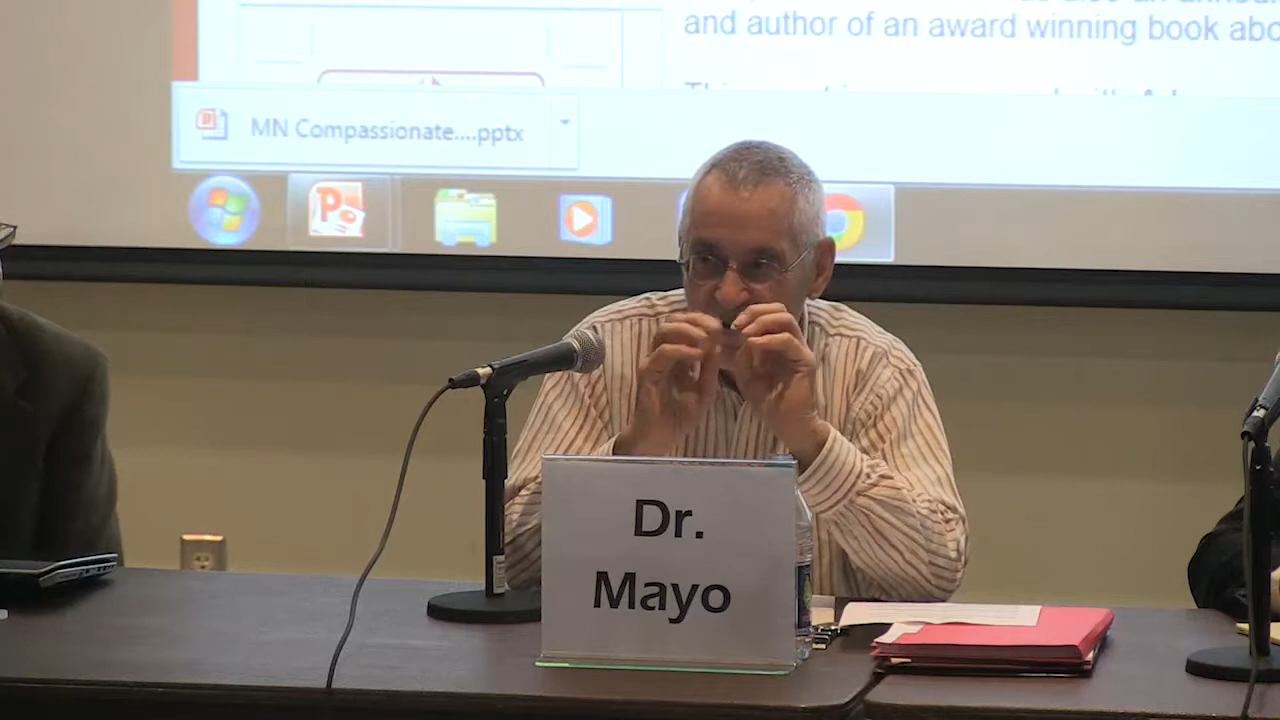 and author of an award winning book abo
MN Compassionate....pptx
Dr.
Mayo